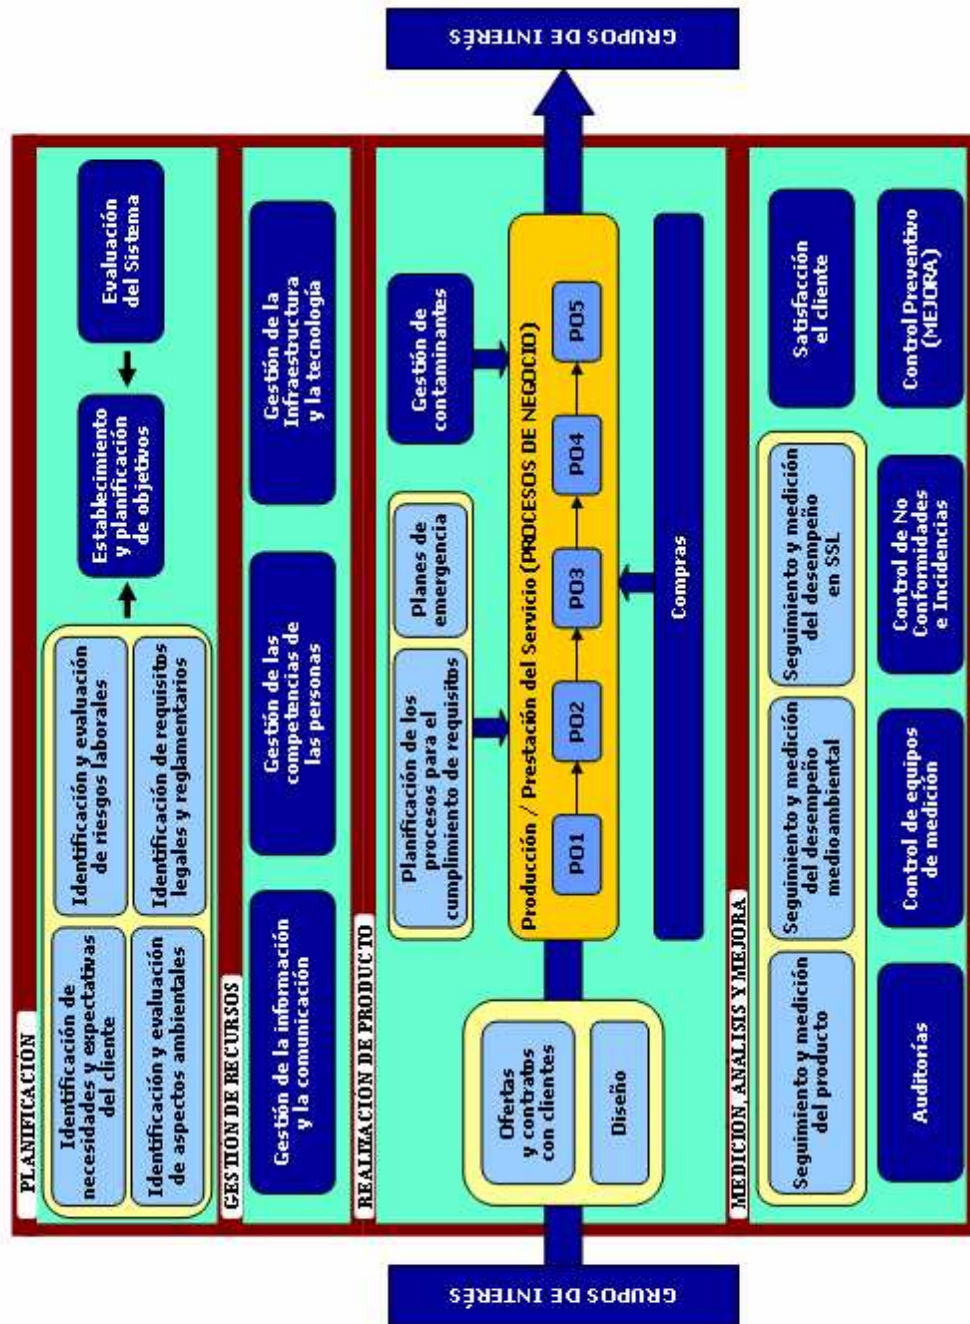 GRUPOS DE INTERÉS
PLANIFICACIÓN
Identificación de
necesidades y expectativas
del cliente
Identificación y evaluación
de riesgos laborales
Identificación y evaluación
de aspectos ambientales
Identificación de requisitos
legales y reglamentarios
Establecimiento
y planificación
de objetivos
Evaluación
del Sistema
GESTIÓN DE RECURSOS
Gestión de la información
y la comunicación
Gestión de las
competencias de
las personas
Gestión de la
Infraestructura
y la tecnología
REALIZACIÓN DE PRODUCTO
Ofertas
y contratos
con clientes
Diseño
Planificación de los
procesos para el
cumplimiento de requisitos
Planes de
emergencia
Gestión de
contaminantes
Producción / Prestación del Servicio (PROCESOS DE NEGOCIO)
PO1
PO2
PO3
PO4
PO5
Compras
MEDICION, ANÁLISIS Y MEJORA
Seguimiento y medición
del producto
Seguimiento y medición
del desempeño
medioambiental
Seguimiento y medición
del desempeño
en SSL
Satisfacción
el cliente
Auditorías
Control de equipos
de medición
Control de No
Conformidades
e Incidencias
Control Preventivo
(MEJORA)
GRUPOS DE INTERÉS